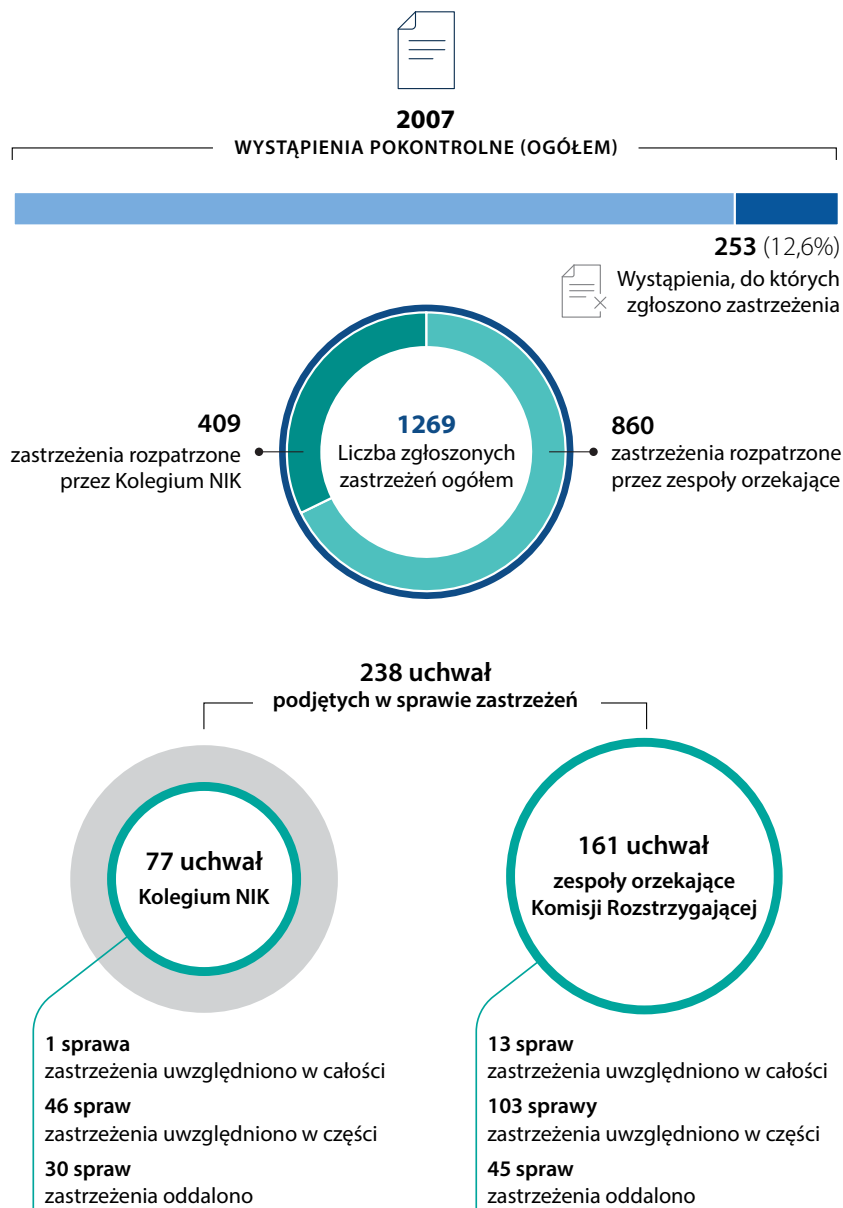 2007
WYSTĄPIENIA POKONTROLNE (OGÓŁEM)
253 (12,6%)
Wystąpienia, do których
zgłoszono zastrzeżenia
409
zastrzeżenia rozpatrzone
przez Kolegium NIK
1269
Liczba zgłoszonych
zastrzeżeń ogółem
860
zastrzeżenia rozpatrzone
przez zespoły orzekające
238 uchwał
podjętych w sprawie zastrzeżeń
77 uchwał
Kolegium NIK
1 sprawa
zastrzeżenia uwzględniono w całości
46 spraw
zastrzeżenia uwzględniono w części
30 spraw
zastrzeżenia oddalono
161 uchwał
zespoły orzekające
Komisji Rozstrzygającej
13 spraw
zastrzeżenia uwzględniono w całości
103 sprawy
zastrzeżenia uwzględniono w części
45 spraw
zastrzeżenia oddalono